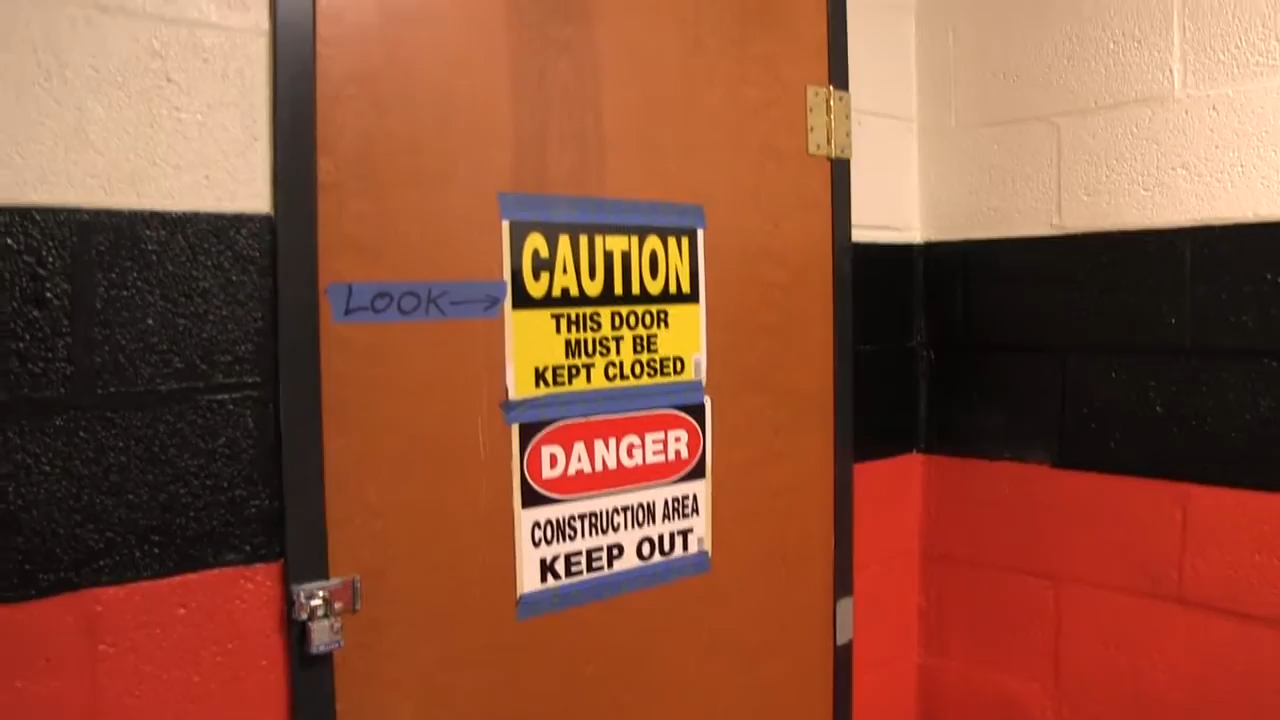 LOOK→
CAUTION
THIS DOOR
MUST BE
KEPT CLOSED
DANGER
CONSTRUCTION AREA
KEEP OUT